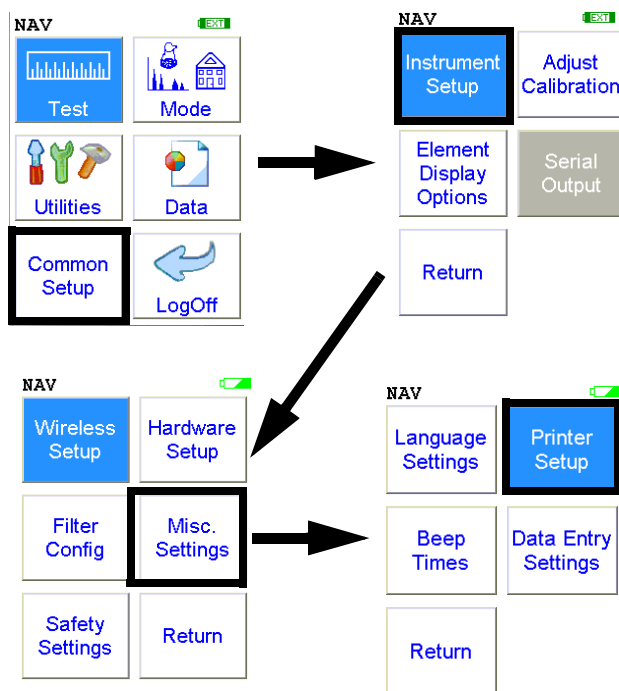 NAV
EXT
Test
Mode
Utilities
Data
Common
Setup
LogOff
NAV
EXT
Instrument
Setup
Adjust
Calibration
Element
Display
Options
Serial
Output
Return
NAV
Wireless
Setup
Hardware
Setup
Filter
Config
Misc.
Settings
Safety
Settings
Return
NAV
Language
Settings
Printer
Setup
Beep
Times
Data Entry
Settings
Return